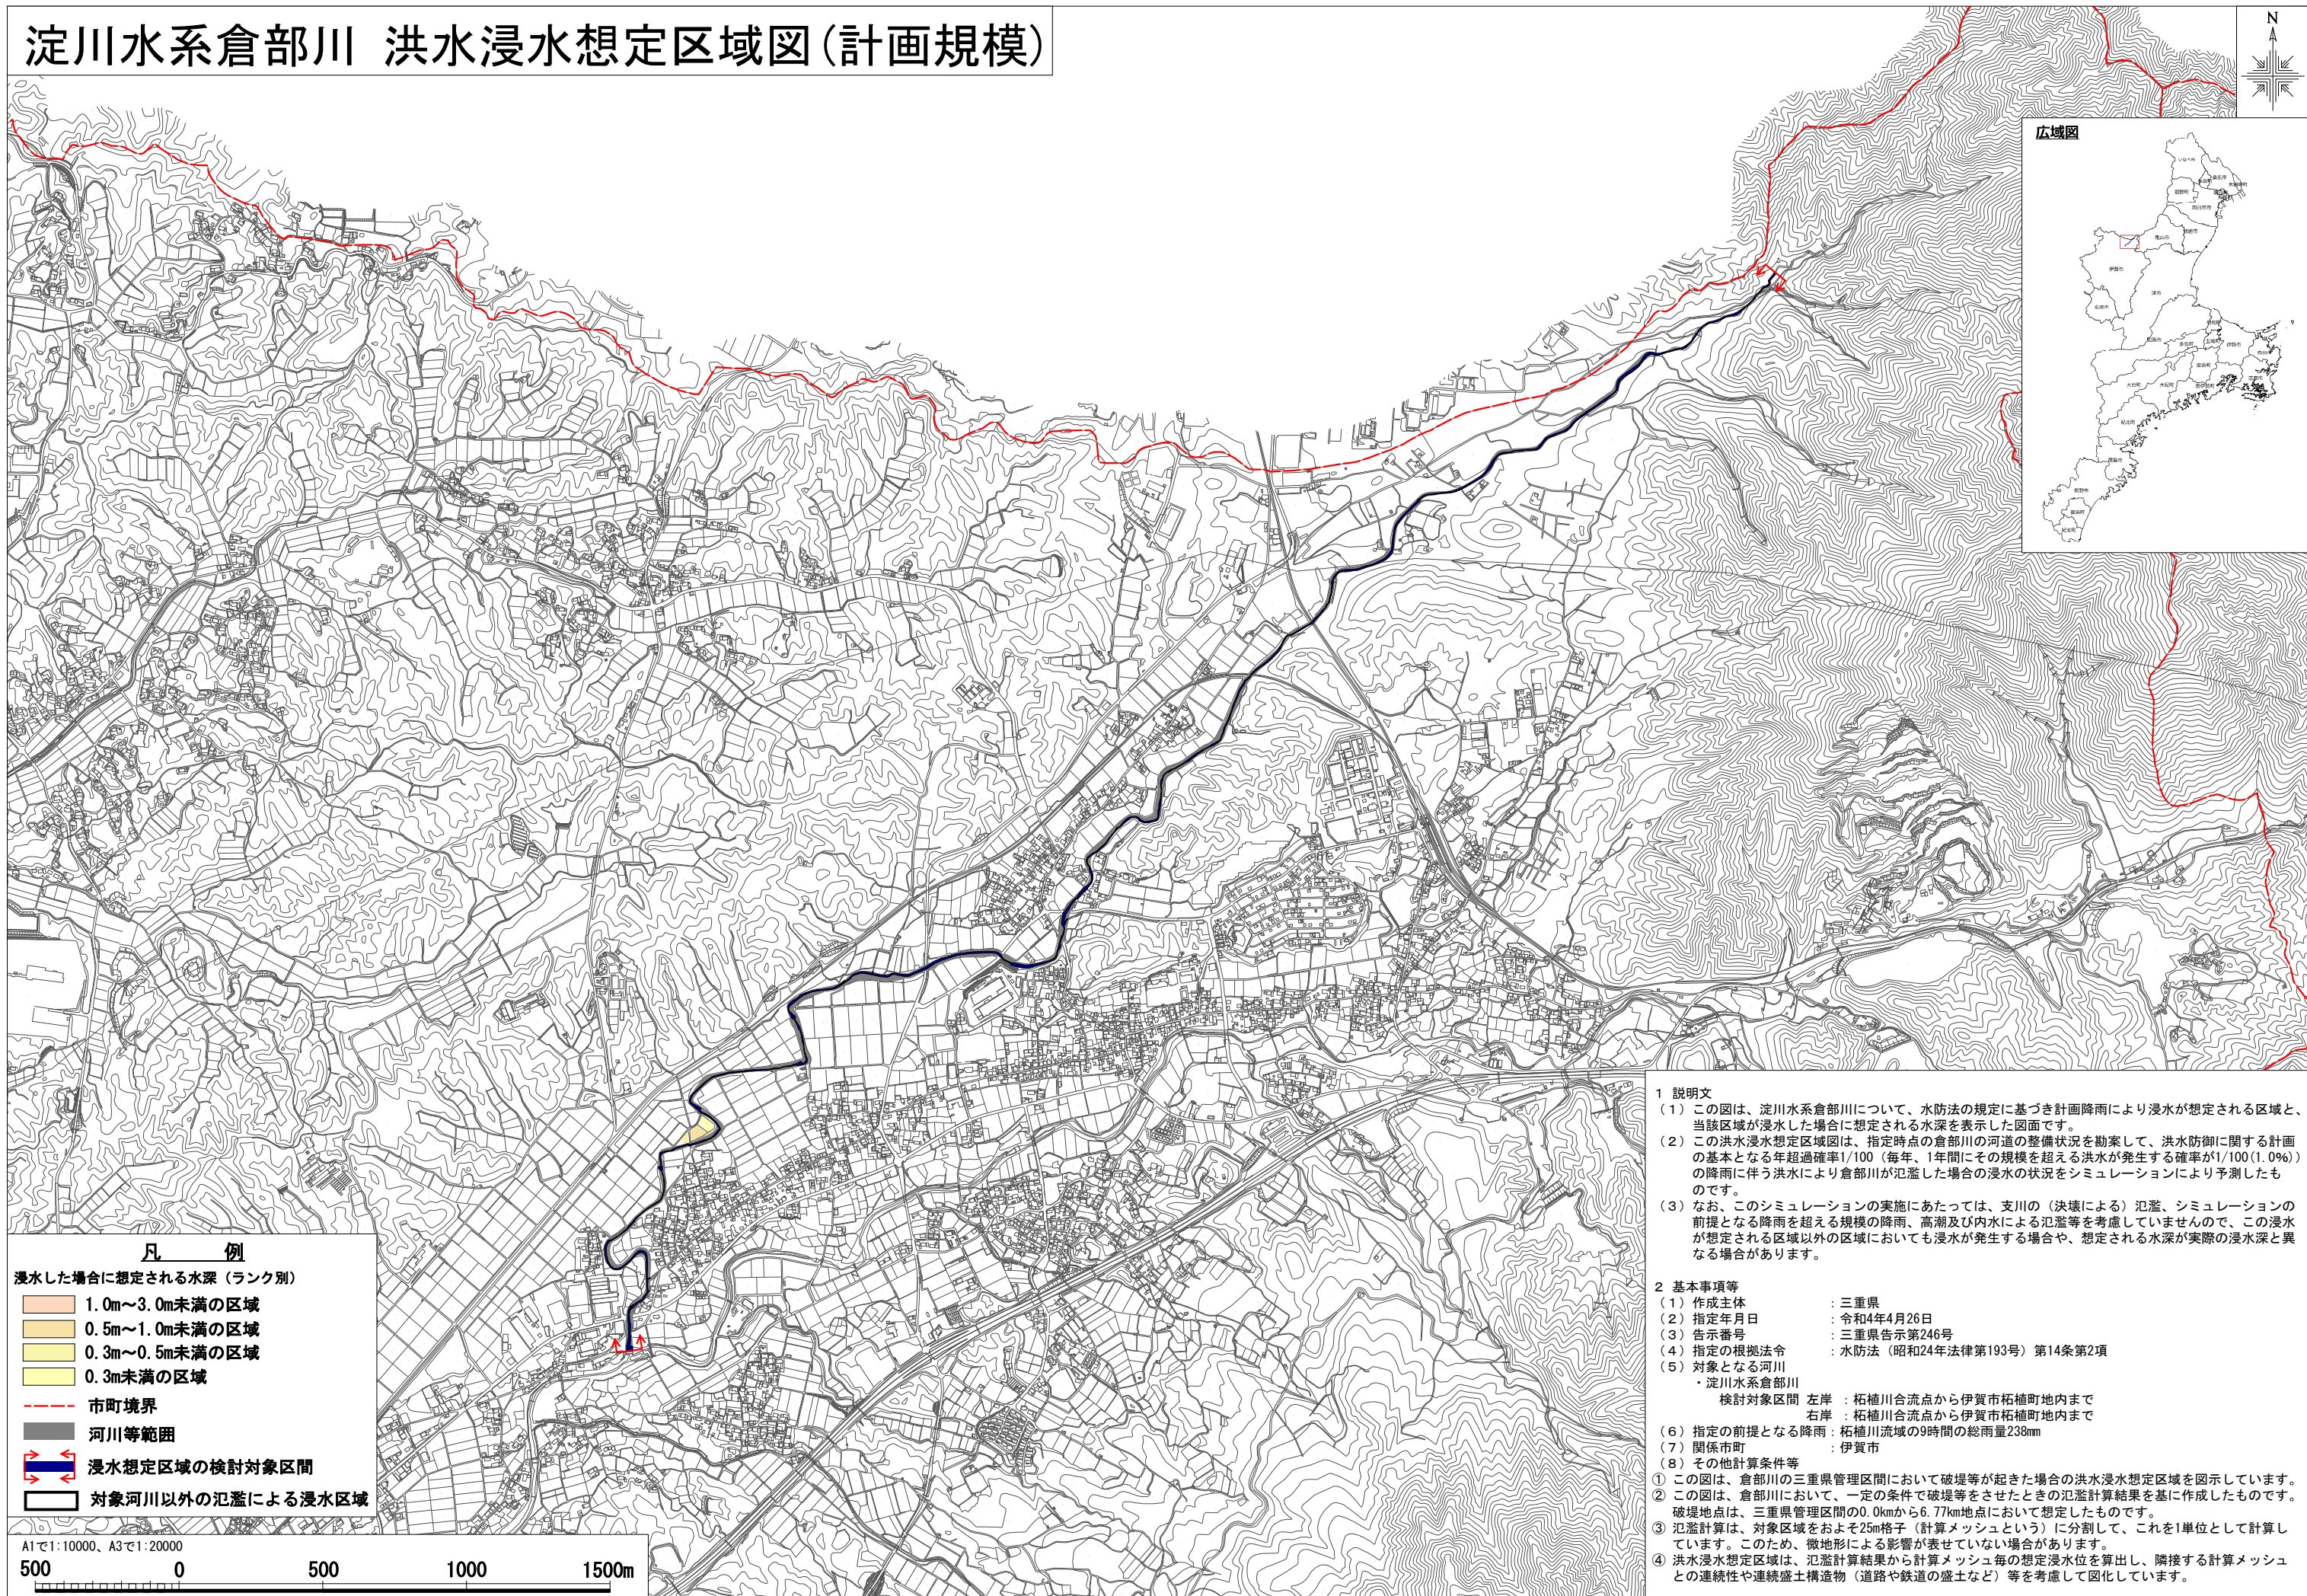 淀川水系倉部川 洪水浸水想定区域図(計画規模)
N
広域図
いなべ市
桑名市
四日市市
亀山市
伊賀市
津市
名張市
伊勢市
大台町
大紀町
紀北町
熊野市
御浜町
紀宝町
1 説明文
(1) この図は、淀川水系倉部川について、水防法の規定に基づき計画降雨により浸水が想定される区域と、
当該区域が浸水した場合に想定される水深を表示した図面です。
(2) この洪水浸水想定区域図は、指定時点の倉部川の河道の整備状況を勘案して、洪水防御に関する計画
の基本となる年超過確率1/100 (毎年、1年間にその規模を超える洪水が発生する確率が1/100(1.0%))
の降雨に伴う洪水により倉部川が氾濫した場合の浸水の状況をシミュレーションにより予測したも
のです。
(3) なお、このシミュレーションの実施にあたっては、支川の(決壊による)氾濫、シミュレーションの
前提となる降雨を超える規模の降雨、高潮及び内水による氾濫等を考慮していませんので、この浸水
が想定される区域以外の区域においても浸水が発生する場合や、想定される水深が実際の浸水深と異
なる場合があります。
2 基本事項等
(1) 作成主体 : 三重県
(2) 指定年月日 : 令和4年4月26日
(3) 告示番号 : 三重県告示第246号
(4) 指定の根拠法令 : 水防法(昭和24年法律第193号)第14条第2項
(5) 対象となる河川
・淀川水系倉部川
検討対象区間 左岸 : 柘植川合流点から伊賀市柘植町地内まで
右岸 : 柘植川合流点から伊賀市柘植町地内まで
(6) 指定の前提となる降雨 : 柘植川流域の9時間の総雨量238mm
(7) 関係市町 : 伊賀市
(8) その他計算条件等
① この図は、倉部川の三重県管理区間において破堤等が起きた場合の洪水浸水想定区域を図示しています。
② この図は、倉部川において、一定の条件で破堤等をさせたときの氾濫計算結果を基に作成したものです。
破堤地点は、三重県管理区間の0.0kmから6.77km地点において想定したものです。
③ 氾濫計算は、対象区域をおよそ25m格子(計算メッシュという)に分割して、これを1単位として計算し
ています。このため、微地形による影響が表せていない場合があります。
④ 洪水浸水想定区域は、氾濫計算結果から計算メッシュ毎の想定浸水位を算出し、隣接する計算メッシュ
との連続性や連続盛土構造物(道路や鉄道の盛土など)等を考慮して図化しています。
凡 例
浸水した場合に想定される水深(ランク別)
1.0m〜3.0m未満の区域
0.5m〜1.0m未満の区域
0.3m〜0.5m未満の区域
0.3m未満の区域
市町境界
河川等範囲
浸水想定区域の検討対象区間
対象河川以外の氾濫による浸水区域
A1で1:10000、A3で1:20000
500 0 500 1000 1500m